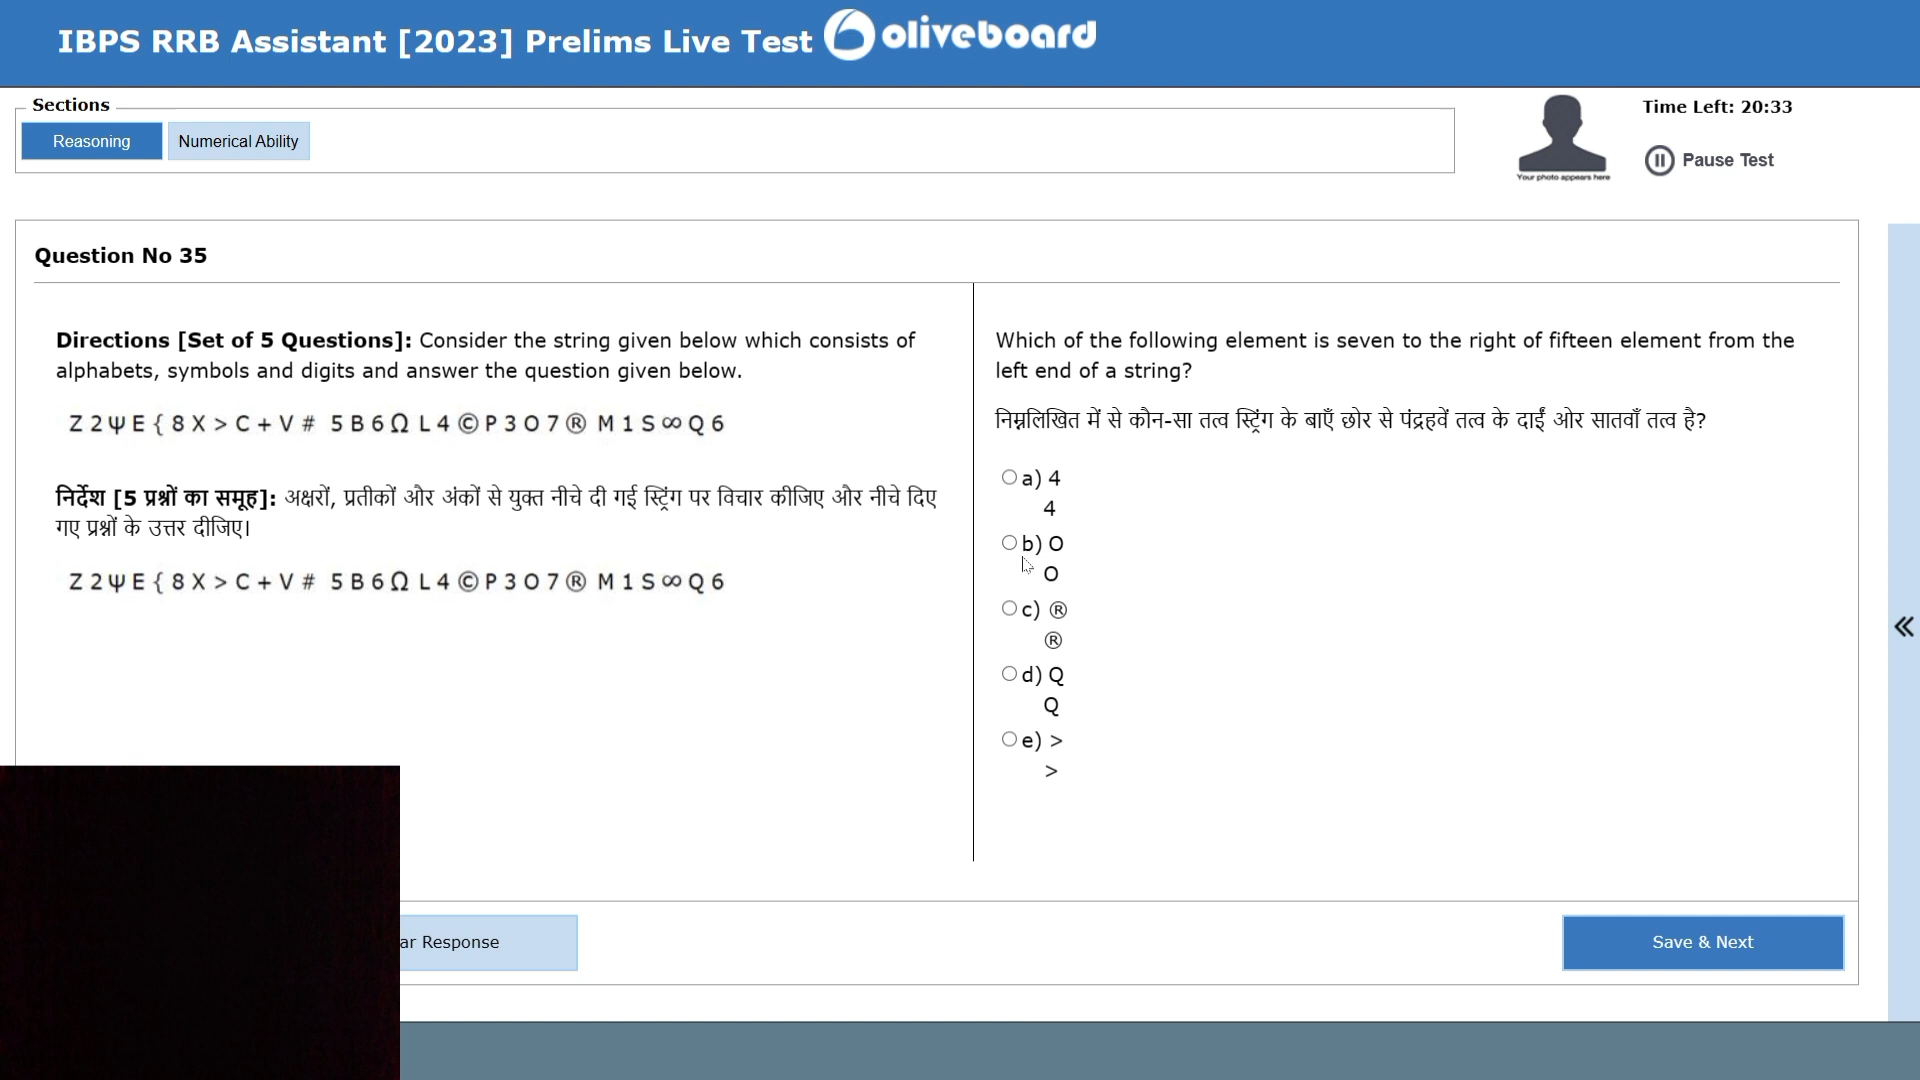 IBPS RRB Assistant [2023] Prelims Live Test oliveboard
Sections
Reasoning
Numerical Ability
Your photo appears here
Time Left: 20:33
Pause Test
Question No 35
Directions [Set of 5 Questions]: Consider the string given below which consists of
alphabets, symbols and digits and answer the question given below.
Z 2 Ψ E { 8 X > C + V # 5 B 6 Ω L 4 © P 3 O 7 ® M 1 S ∞ Q 6
निर्देश [5 प्रश्नों का समूह]: अक्षरों, प्रतीकों और अंकों से युक्त नीचे दी गई स्ट्रिंग पर विचार कीजिए और नीचे दिए
गए प्रश्नों के उत्तर दीजिए।
Z 2 Ψ E { 8 X > C + V # 5 B 6 Ω L 4 © P 3 O 7 ® M 1 S ∞ Q 6
Which of the following element is seven to the right of fifteen element from the
left end of a string?
निम्नलिखित में से कौन-सा तत्व स्ट्रिंग के बाएँ छोर से पंद्रहवें तत्व के दाईं ओर सातवाँ तत्व है?
a) 4
4
b) O
O
c) ®
®
d) Q
Q
e) >
>
ar Response
Save & Next